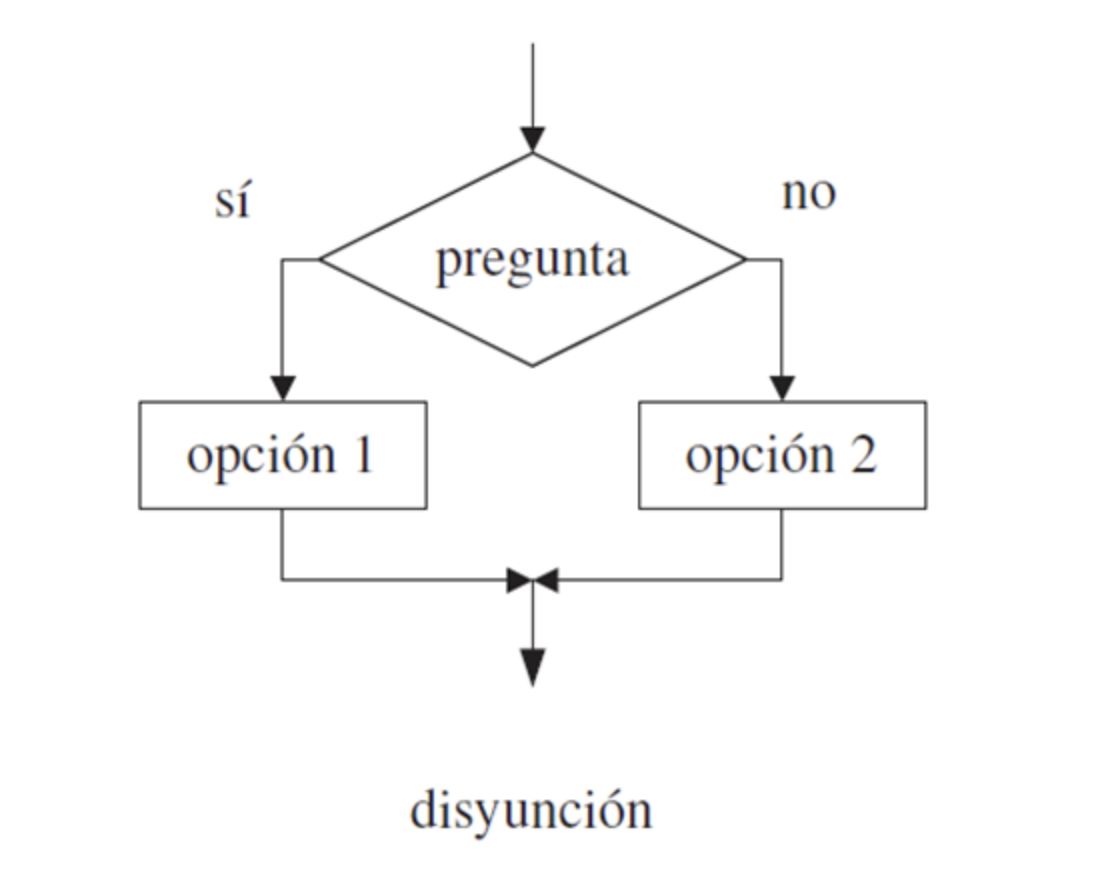 sí
no
pregunta
opción 1
opción 2
disyunción